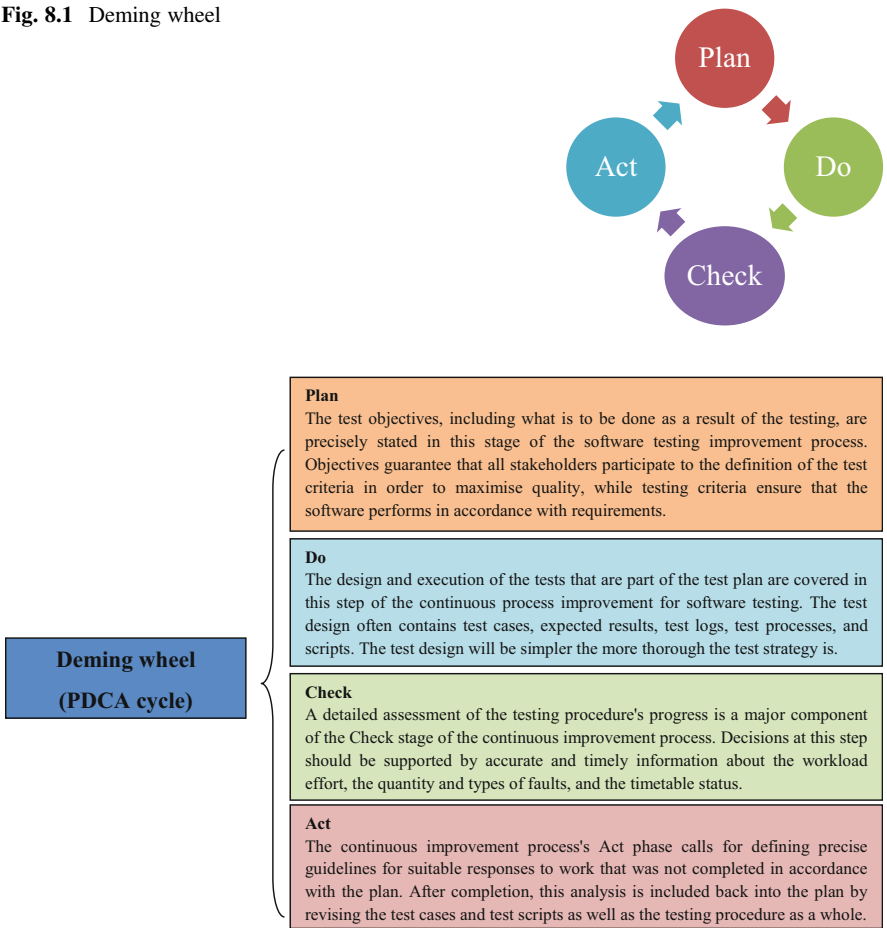 Fig. 8.1 Deming wheel
Plan
Act
Do
Check
Plan
The test objectives, including what is to be done as a result of the testing, are
precisely stated in this stage of the software testing improvement process.
Objectives guarantee that all stakeholders participate to the definition of the test
criteria in order to maximise quality, while testing criteria ensure that the
software performs in accordance with requirements.
Do
The design and execution of the tests that are part of the test plan are covered in
this step of the continuous process improvement for software testing. The test
design often contains test cases, expected results, test logs, test processes, and
scripts. The test design will be simpler the more thorough the test strategy is.
Deming wheel
(PDCA cycle)
Check
A detailed assessment of the testing procedure's progress is a major component
of the Check stage of the continuous improvement process. Decisions at this step
should be supported by accurate and timely information about the workload
effort, the quantity and types of faults, and the timetable status.
Act
The continuous improvement process's Act phase calls for defining precise
guidelines for suitable responses to work that was not completed in accordance
with the plan. After completion, this analysis is included back into the plan by
revising the test cases and test scripts as well as the testing procedure as a whole.